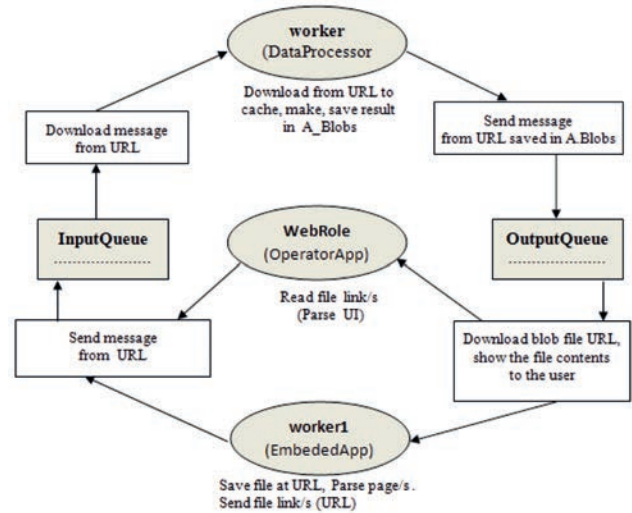 worker
(DataProcessor
Download from URL to
cache, make, save result
in A_Blobs
Download message
from URL
Send message
from URL saved in A.Blobs
InputQueue
........................
WebRole
(OperatorApp)
Read file link/s
(Parse UI)
OutputQueue
........................
Send message
from URL
Download blob file URL,
show the file contents
to the user
worker1
(EmbededApp)
Save file at URL, Parse page/s.
Send file link/s (URL)